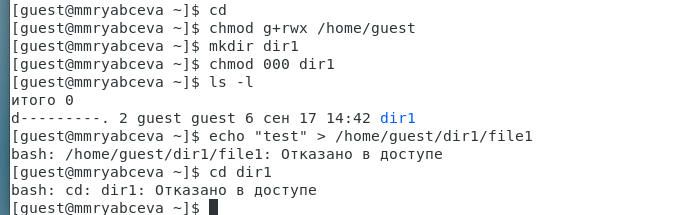 [guest@mmryabceva ~]$ cd
[guest@mmryabceva ~]$ chmod g+rwx /home/guest
[guest@mmryabceva ~]$ mkdir dir1
[guest@mmryabceva ~]$ chmod 000 dir1
[guest@mmryabceva ~]$ ls -l
итого 0
d---------. 2 guest guest 6 сен 17 14:42 dir1
[guest@mmryabceva ~]$ echo "test" > /home/guest/dir1/file1
bash: /home/guest/dir1/file1: Отказано в доступе
[guest@mmryabceva ~]$ cd dir1
bash: cd: dir1: Отказано в доступе
[guest@mmryabceva ~]$